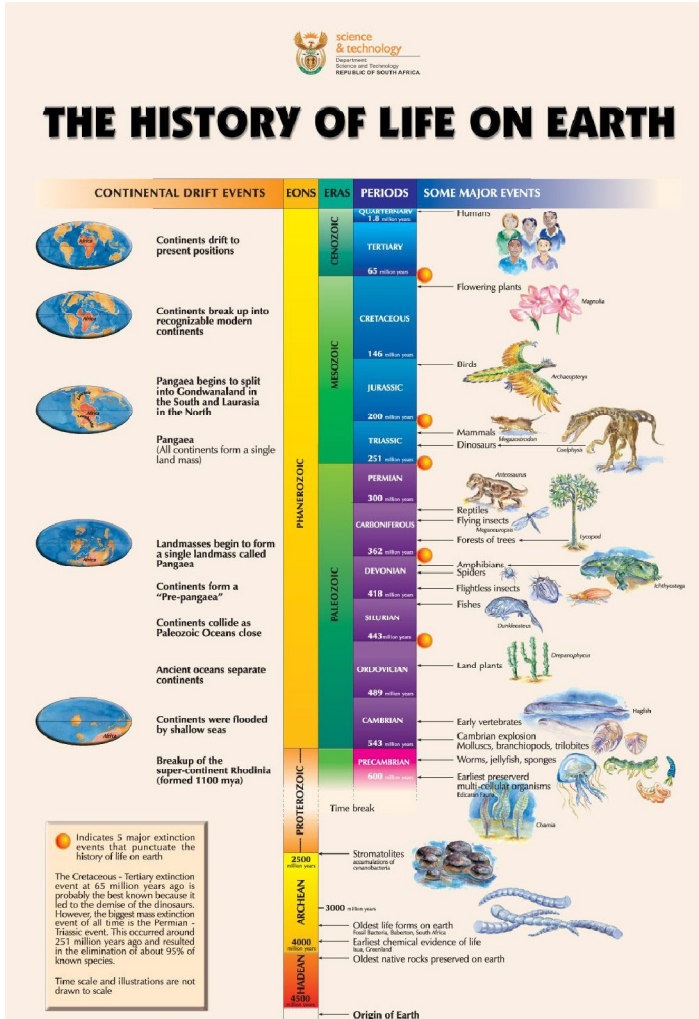 science
& technology
Department:
Science and Technology
REPUBLIC OF SOUTH AFRICA
THE HISTORY OF LIFE ON EARTH
CONTINENTAL DRIFT EVENTS
EONS
ERAS
PERIODS
SOME MAJOR EVENTS
Africa
Continents drift to
present positions
Africa
Continents break up into
recognizable modern
continents
Africa
Pangaea begins to split
into Gondwanaland in
the South and Laurasia
in the North
Pangaea
(All continents form a single
land mass)
Africa
Landmasses begin to form
a single landmass called
Pangaea
Continents form a
“Pre-pangaea”
Continents collide as
Paleozoic Oceans close
Ancient oceans separate
continents
Africa
Continents were flooded
by shallow seas
Breakup of the
super-continent Rhodinia
(formed 1100 mya)
PHANEROZOIC
PROTEROZOIC
2500
million years
ARCHEAN
4000
million years
HADEAN
4500
million years
CENOZOIC
MESOZOIC
PALEOZOIC
QUARTERNARY
1.8 million years
TERTIARY
65 million years
CRETACEOUS
146 million years
JURASSIC
200 million years
TRIASSIC
251 million years
PERMIAN
300 million years
CARBONIFEROUS
362 million years
DEVONIAN
418 million years
SILURIAN
443 million years
ORDOVICIAN
489 million years
CAMBRIAN
543 million years
PRECAMBRIAN
600 million years
Time break
Humans
Flowering plants
Magnolia
Birds
Archaeopteryx
Mammals
Megazostrodon
Dinosaurs
Coelphysis
Anteosaurus
Reptiles
Flying insects
Meganeuropsis
Forests of trees
Lycopod
Amphibians
Spiders
Ichthyostega
Flightless insects
Fishes
Dunkleosteus
Land plants
Drepanophycus
Hagfish
Early vertebrates
Cambrian explosion
Molluscs, branchiopods, trilobites
Worms, jellyfish, sponges
Earliest preserverd
multi-cellular organisms
Edicaran Fauna
Charnia
Stromatolites
accumulations of
cyanobacteria
3000 million years
Oldest life forms on earth
Fossil Bacteria, Baberton, South Africa
Earliest chemical evidence of life
Isua, Greenland
Oldest native rocks preserved on earth
Origin of Earth
Indicates 5 major extinction
events that punctuate the
history of life on earth
The Cretaceous - Tertiary extinction
event at 65 million years ago is
probably the best known because it
led to the demise of the dinosaurs.
However, the biggest mass extinction
event of all time is the Perman -
Triassic event. This occurred around
251 million years ago and resulted
in the elimination of about 95% of
known species.
Time scale and illustrations are not
drawn to scale